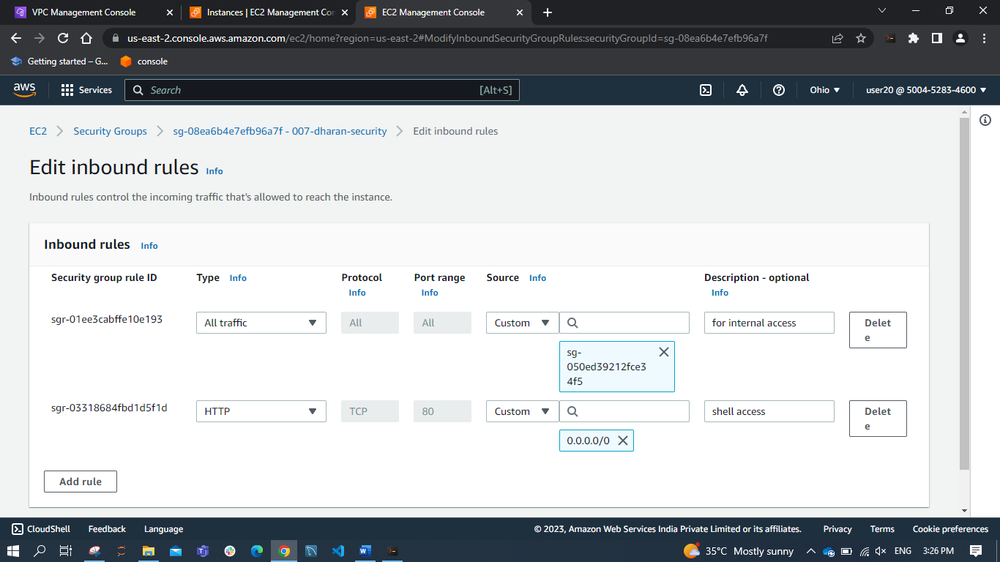 VPC Management Console
Instances | EC2 Management Con
EC2 Management Console
us-east-2.console.aws.amazon.com/ec2/home?region=us-east-2#ModifyInboundSecurityGroupRules:securityGroupId=sg-08ea6b4e7efb96a7f
Getting started – G...
console
aws
Services
Search
[Alt+S]
Ohio
user20 @ 5004-5283-4600
EC2
Security Groups
sg-08ea6b4e7efb96a7f - 007-dharan-security
Edit inbound rules
Edit inbound rules Info
Inbound rules control the incoming traffic that's allowed to reach the instance.
Inbound rules Info
Security group rule ID
Type Info
Protocol
Info
Port range
Info
Source Info
Description - optional
Info
sgr-01ee3cabffe10e193
All traffic
All
All
Custom
sg-
050ed39212fce3
4f5
for internal access
Delet
e
sgr-03318684fbd1d5f1d
HTTP
TCP
80
Custom
0.0.0.0/0
shell access
Delet
e
Add rule
CloudShell
Feedback
Language
© 2023, Amazon Web Services India Private Limited or its affiliates.
Privacy
Terms
Cookie preferences
35°C Mostly sunny
ENG
3:26 PM